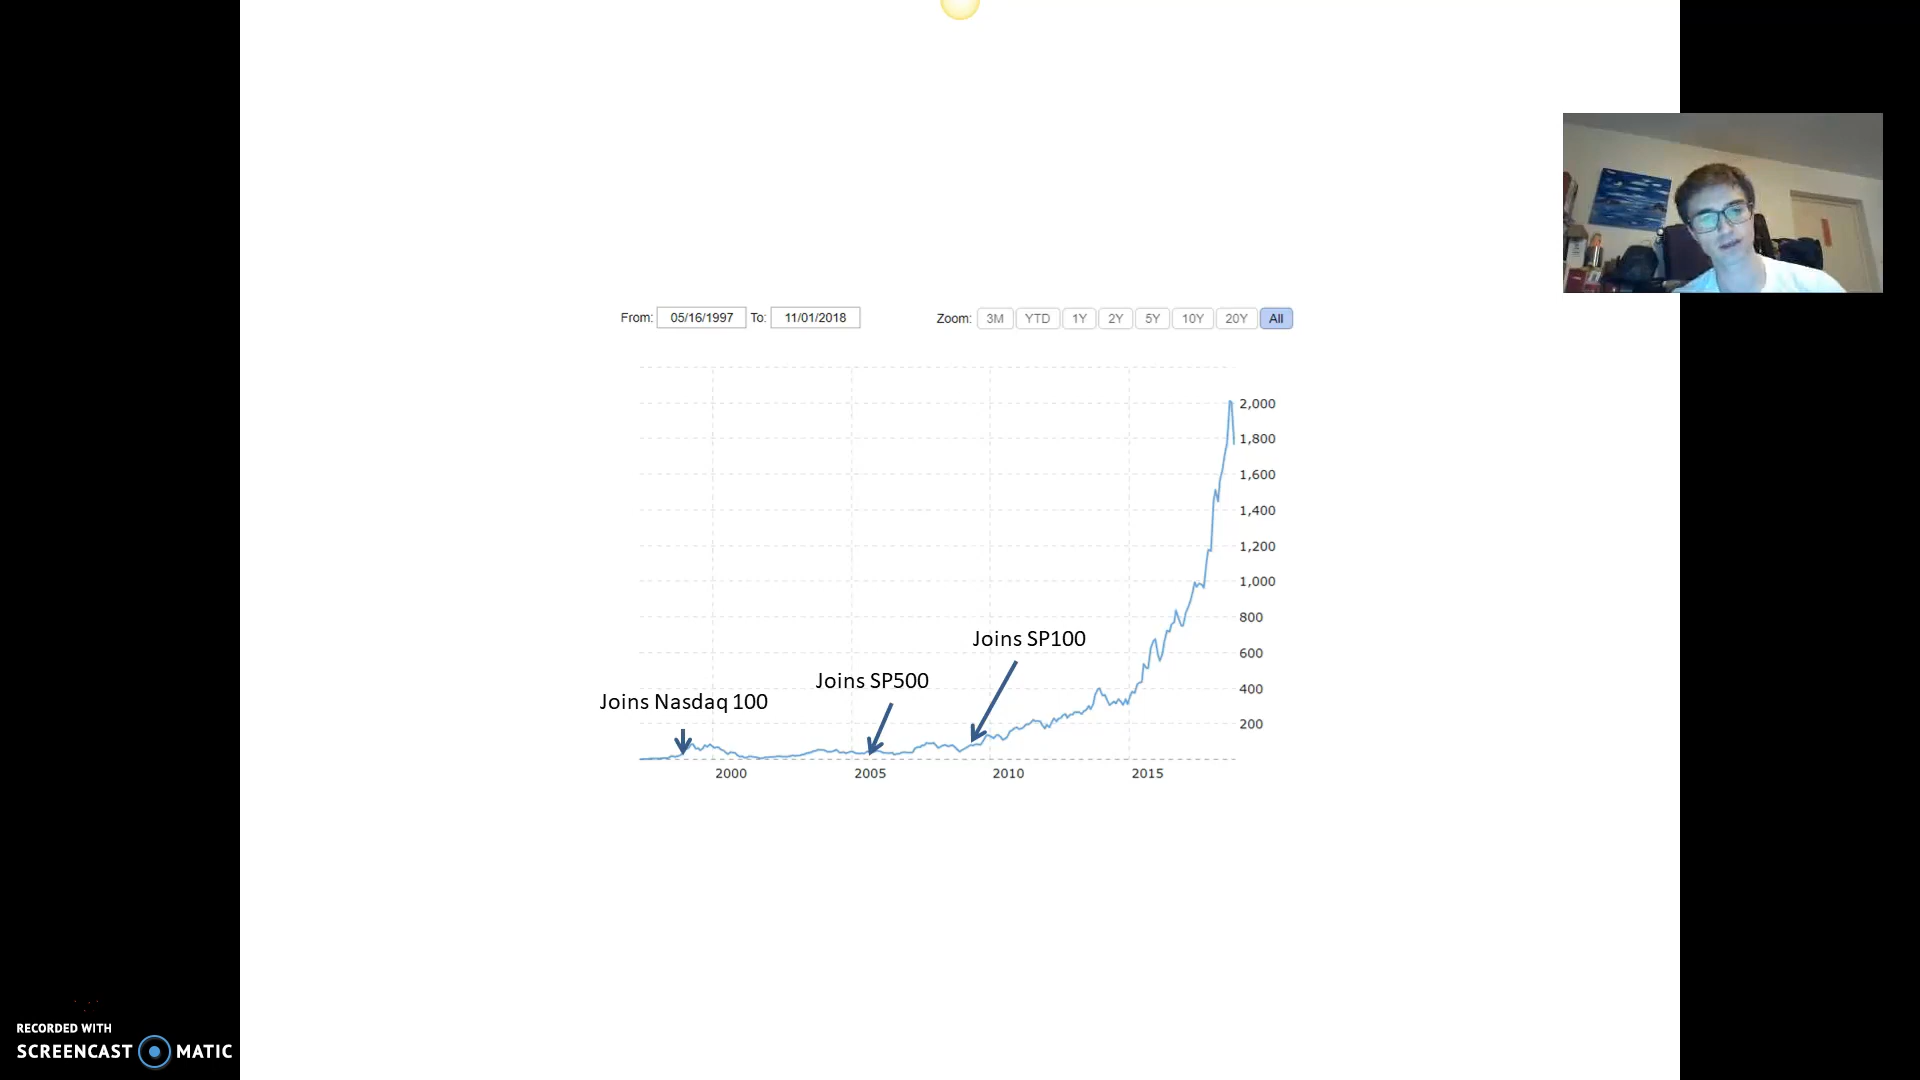 From: 05/16/1997 To: 11/01/2018 Zoom: 3M YTD 1Y 2Y 5Y 10Y 20Y All
2,000
1,800
1,600
1,400
1,200
1,000
800
Joins SP100
600
Joins SP500
400
Joins Nasdaq 100
200
2000 2005 2010 2015
RECORDED WITH
SCREENCAST MATIC